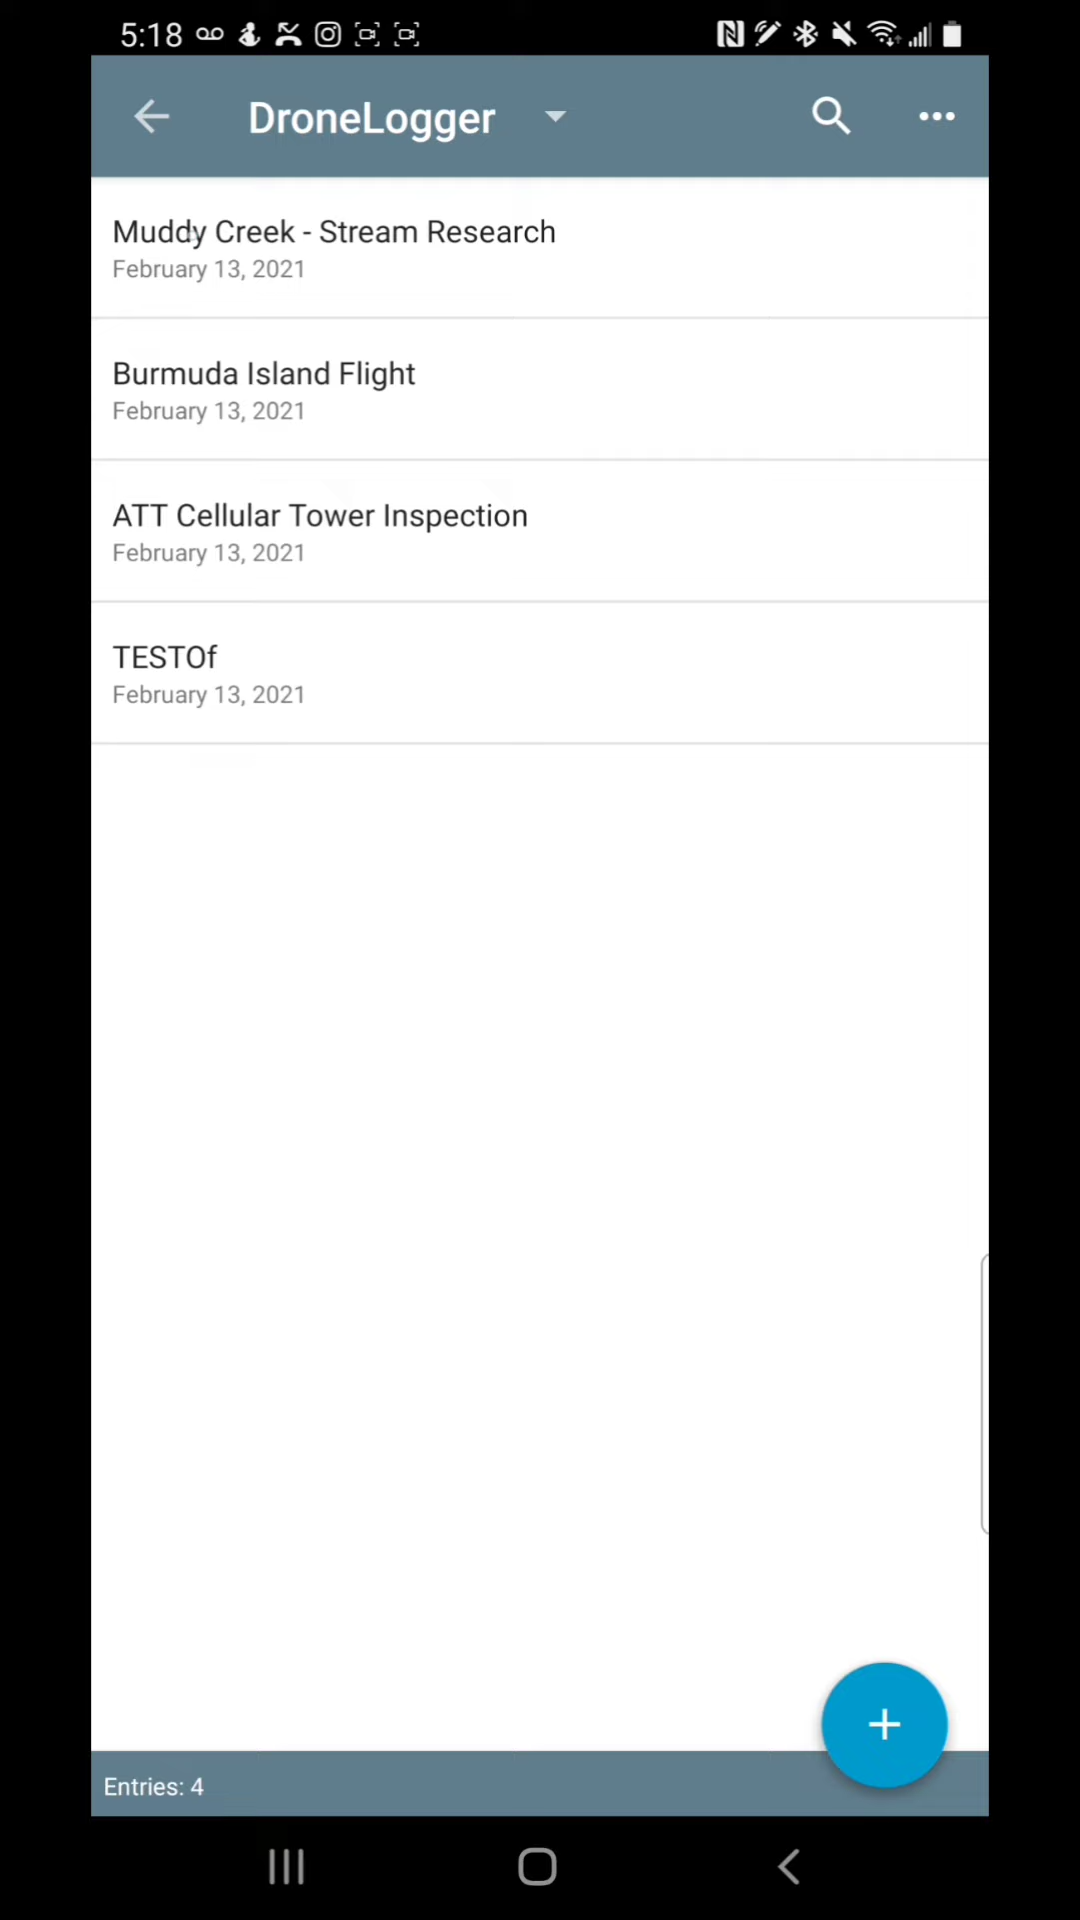 5:18
DroneLogger
Muddy Creek - Stream Research
February 13, 2021
Burmuda Island Flight
February 13, 2021
ATT Cellular Tower Inspection
February 13, 2021
TESTOf
February 13, 2021
Entries: 4